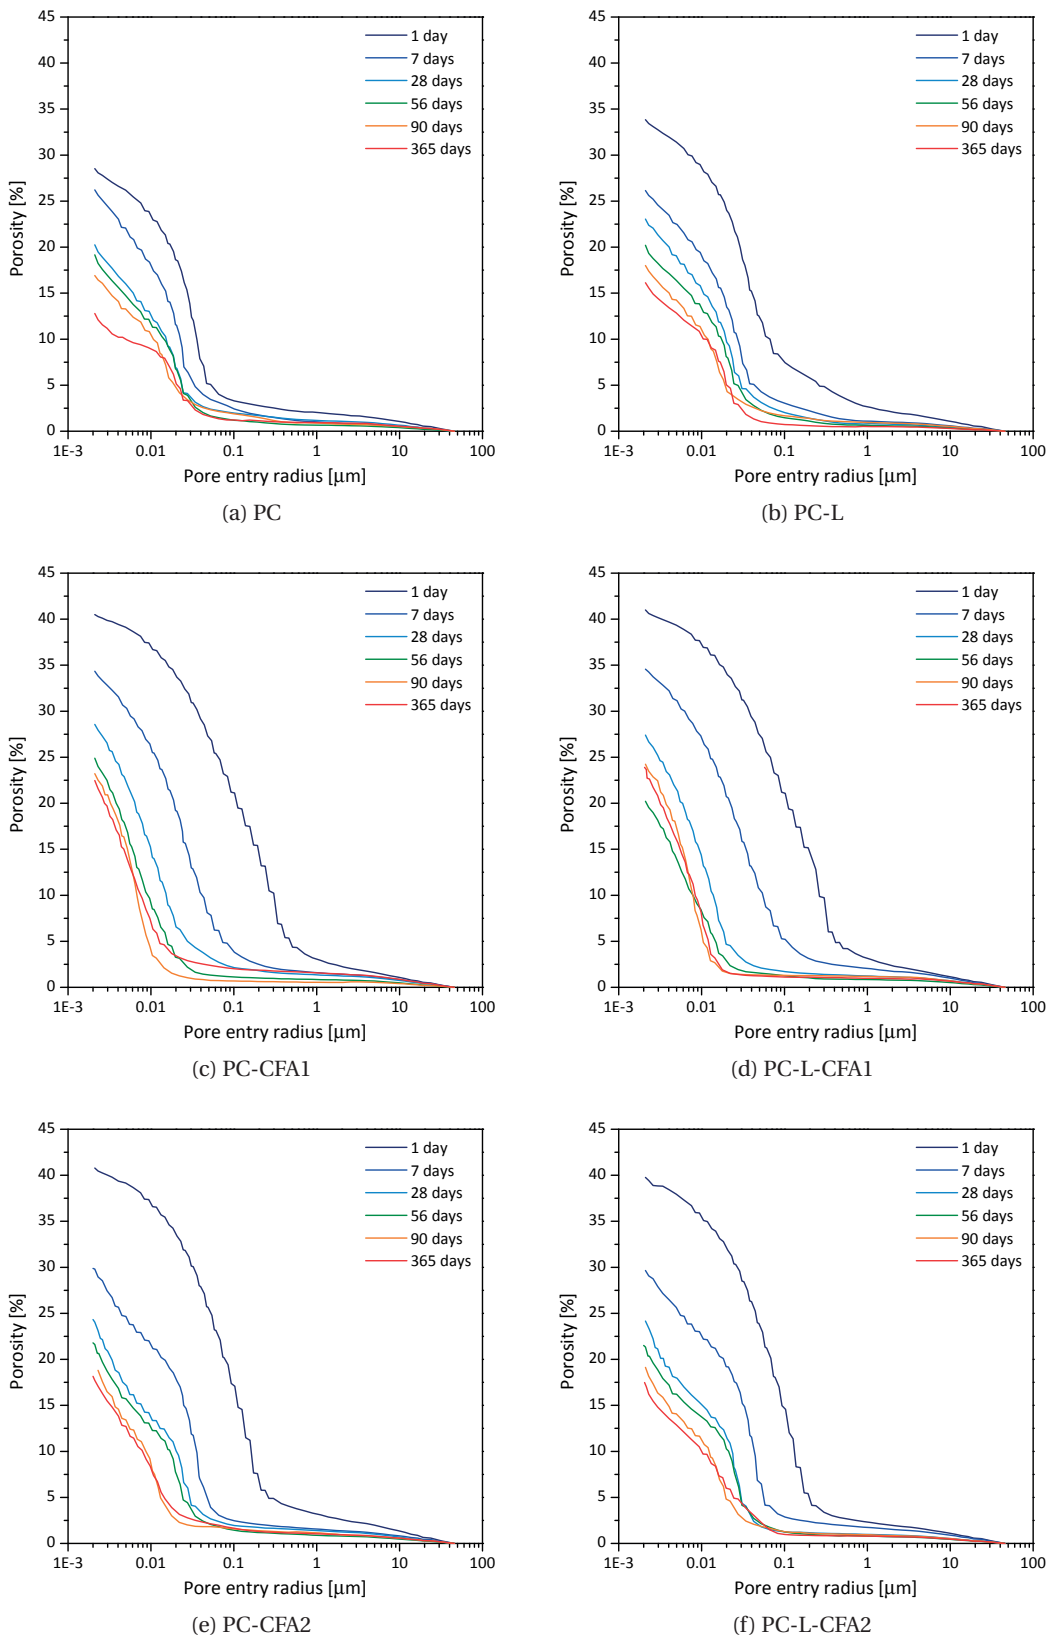 45
40
35
30
25
20
15
10
5
0
Porosity [%]
1 day
7 days
28 days
56 days
90 days
365 days
1E-3 0.01 0.1 1 10 100
Pore entry radius [µm]
(a) PC
45
40
35
30
25
20
15
10
5
0
Porosity [%]
1 day
7 days
28 days
56 days
90 days
365 days
1E-3 0.01 0.1 1 10 100
Pore entry radius [µm]
(b) PC-L
45
40
35
30
25
20
15
10
5
0
Porosity [%]
1 day
7 days
28 days
56 days
90 days
365 days
1E-3 0.01 0.1 1 10 100
Pore entry radius [µm]
(c) PC-CFA1
45
40
35
30
25
20
15
10
5
0
Porosity [%]
1 day
7 days
28 days
56 days
90 days
365 days
1E-3 0.01 0.1 1 10 100
Pore entry radius [µm]
(d) PC-L-CFA1
45
40
35
30
25
20
15
10
5
0
Porosity [%]
1 day
7 days
28 days
56 days
90 days
365 days
1E-3 0.01 0.1 1 10 100
Pore entry radius [µm]
(e) PC-CFA2
45
40
35
30
25
20
15
10
5
0
Porosity [%]
1 day
7 days
28 days
56 days
90 days
365 days
1E-3 0.01 0.1 1 10 100
Pore entry radius [µm]
(f) PC-L-CFA2